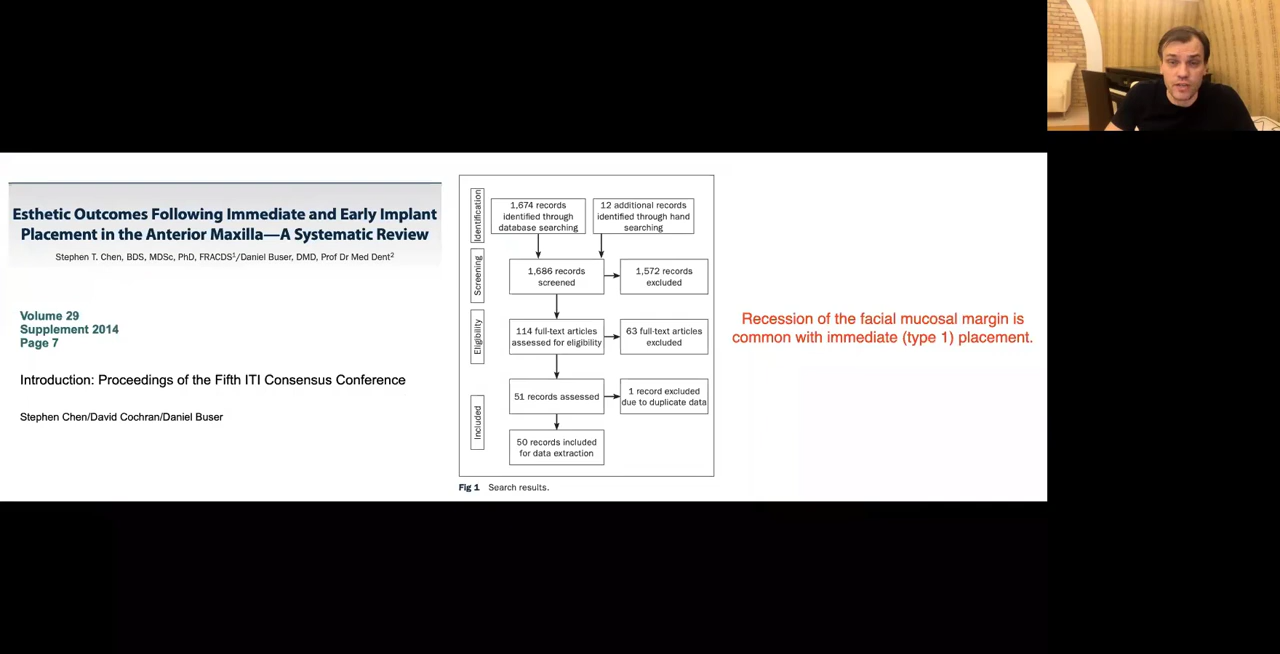 Esthetic Outcomes Following Immediate and Early Implant
Placement in the Anterior Maxilla—A Systematic Review
Stephen T. Chen, BDS, MDSc, PhD, FRACDS¹/Daniel Buser, DMD, Prof Dr Med Dent²
Volume 29
Supplement 2014
Page 7
Introduction: Proceedings of the Fifth ITI Consensus Conference
Stephen Chen/David Cochran/Daniel Buser
Identification
1,674 records
identified through
database searching
12 additional records
identified through hand
searching
Screening
1,686 records
screened
1,572 records
excluded
Eligibility
114 full-text articles
assessed for eligibility
63 full-text articles
excluded
Included
51 records assessed
1 record excluded
due to duplicate data
50 records included
for data extraction
Fig 1 Search results.
Recession of the facial mucosal margin is
common with immediate (type 1) placement.